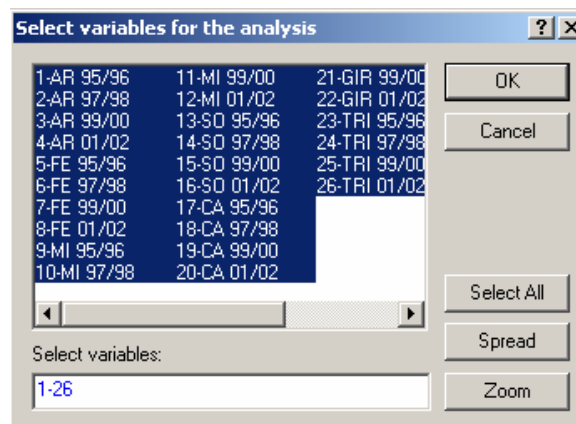 Select variables for the analysis
1-AR 95/96
2-AR 97/98
3-AR 99/00
4-AR 01/02
5-FE 95/96
6-FE 97/98
7-FE 99/00
8-FE 01/02
9-MI 95/96
10-MI 97/98
11-MI 99/00
12-MI 01/02
13-SO 95/96
14-SO 97/98
15-SO 99/00
16-SO 01/02
17-CA 95/96
18-CA 97/98
19-CA 99/00
20-CA 01/02
21-GIR 99/00
22-GIR 01/02
23-TRI 95/96
24-TRI 97/98
25-TRI 99/00
26-TRI 01/02
OK
Cancel
Select All
Spread
Zoom
Select variables:
1-26